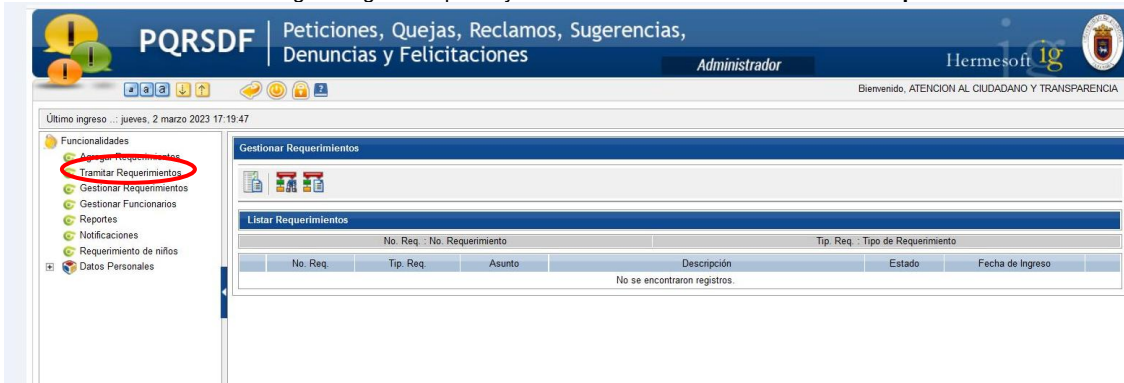 PQRSDF
Peticiones, Quejas, Reclamos, Sugerencias,
Denuncias y Felicitaciones
Administrador
Hermesoft ig
a a a
Bienvenido, ATENCION AL CIUDADANO Y TRANSPARENCIA
Último ingreso ..: jueves, 2 marzo 2023 17:19:47
Funcionalidades
Agregar Requerimientos
Tramitar Requerimientos
Gestionar Requerimientos
Gestionar Funcionarios
Reportes
Notificaciones
Requerimiento de niños
Datos Personales
Gestionar Requerimientos
Listar Requerimientos
No. Req. : No. Requerimiento Tip. Req. : Tipo de Requerimiento
No. Req. Tip. Req. Asunto Descripción Estado Fecha de Ingreso
No se encontraron registros.